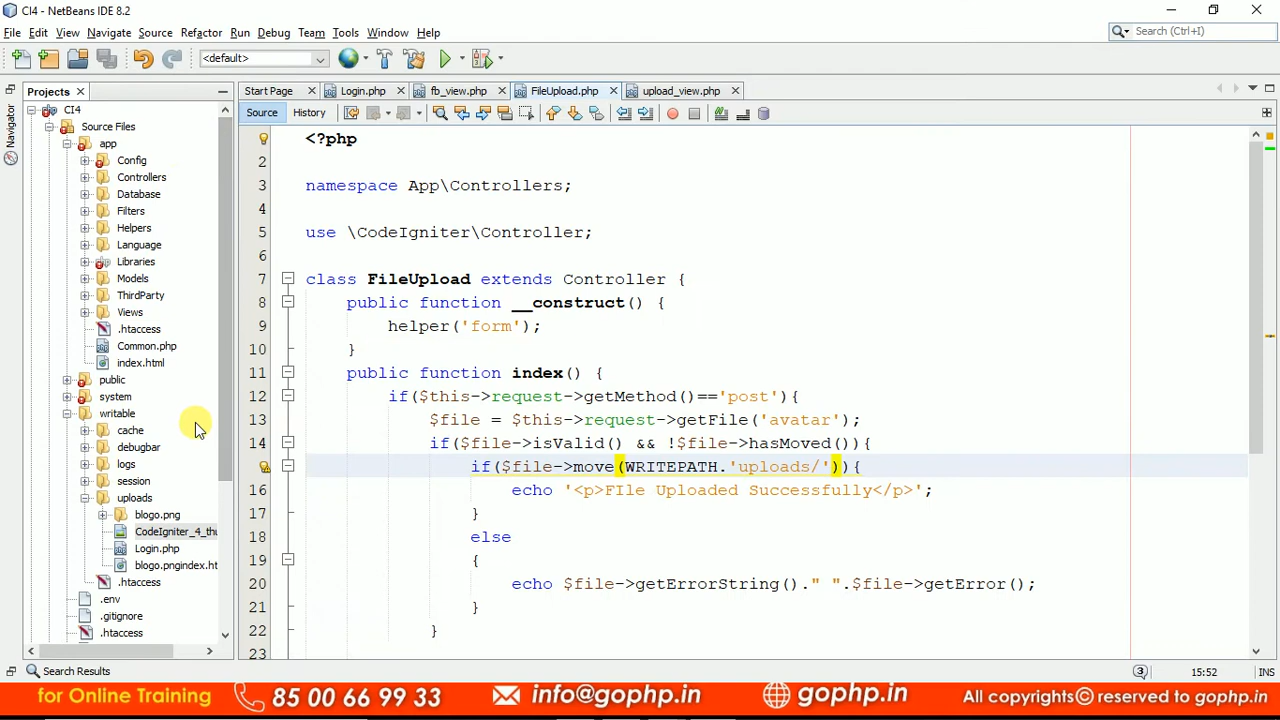 CI4 - NetBeans IDE 8.2
File Edit View Navigate Source Refactor Run Debug Team Tools Window Help
Search (Ctrl+I)
<default>
Projects
Start Page
Login.php
fb_view.php
FileUpload.php
upload_view.php
Navigator
Source
History
CI4
Source Files
app
Config
Controllers
Database
Filters
Helpers
Language
Libraries
Models
ThirdParty
Views
.htaccess
Common.php
index.html
public
system
writable
cache
debugbar
logs
session
uploads
blogo.png
CodeIgniter_4_thu
Login.php
blogo.pngindex.ht
.htaccess
.env
.gitignore
.htaccess
<?php
2
3 namespace App\Controllers;
4
5 use \CodeIgniter\Controller;
6
7 class FileUpload extends Controller {
8 public function __construct() {
9 helper('form');
10 }
11 public function index() {
12 if($this->request->getMethod()=='post'){
13 $file = $this->request->getFile('avatar');
14 if($file->isValid() && !$file->hasMoved()){
if($file->move(WRITEPATH.'uploads/')){
16 echo '<p>FIle Uploaded Successfully</p>';
17 }
18 else
19 {
20 echo $file->getErrorString()." ".$file->getError();
21 }
22 }
23
Search Results
3
15:52
INS
for Online Training 85 00 66 99 33 info@gophp.in gophp.in All copyrights© reserved to gophp.in